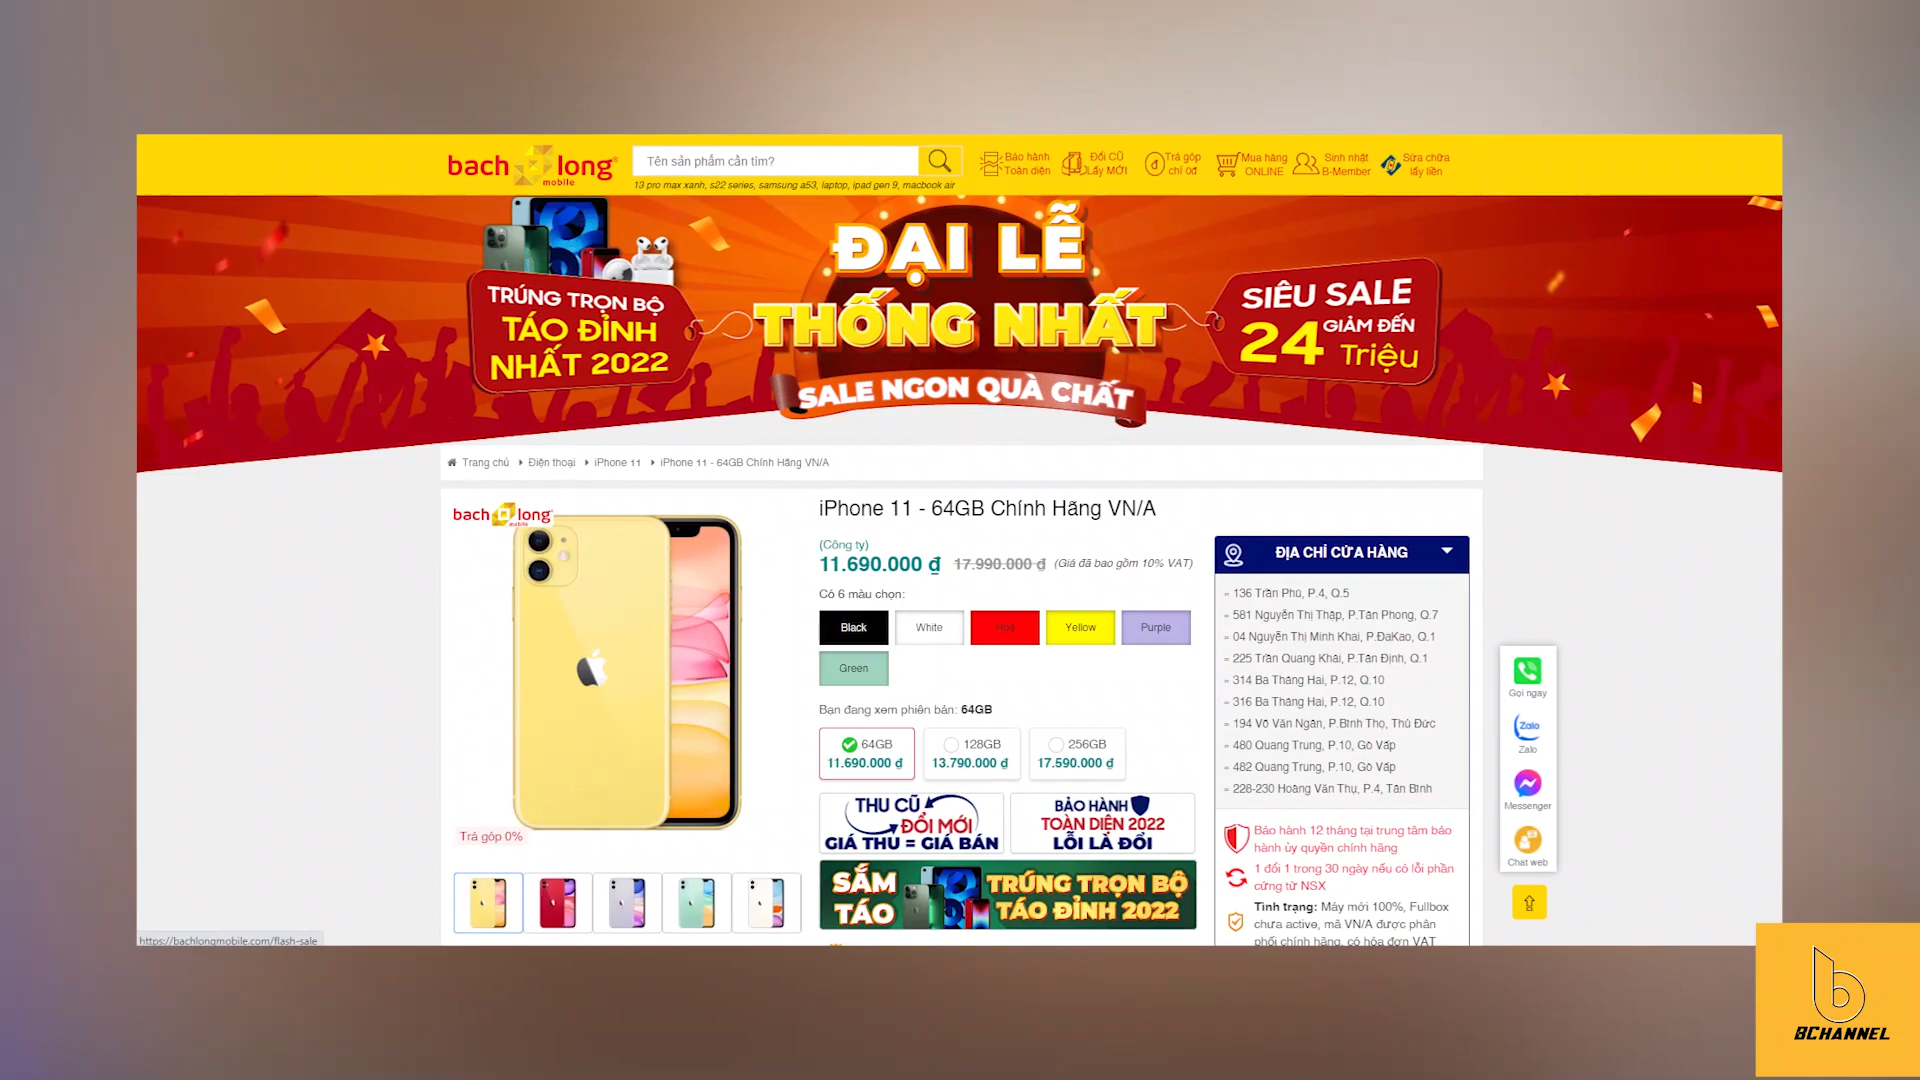 bach long
mobile
Tên sản phẩm cần tìm?
13 pro max xanh, s22 series, samsung a53, laptop, ipad gen 9, macbook air
Bảo hành
Toàn diện
Đổi CŨ
Lấy MỚI
Trả góp
chỉ 0đ
Mua hàng
ONLINE
Sinh nhật
B-Member
Sửa chữa
lấy liền
TRÚNG TRỌN BỘ
TÁO ĐỈNH
NHẤT 2022
ĐẠI LỄ
THỐNG NHẤT
SALE NGON QUÀ CHẤT
SIÊU SALE
GIẢM ĐẾN
24 Triệu
Trang chủ
Điện thoại
iPhone 11
iPhone 11 - 64GB Chính Hãng VN/A
bach long
mobile
Trả góp 0%
iPhone 11 - 64GB Chính Hãng VN/A
(Công ty)
11.690.000 ₫ 17.990.000 ₫ (Giá đã bao gồm 10% VAT)
Có 6 màu chọn:
Black
White
Red
Yellow
Purple
Green
Bạn đang xem phiên bản: 64GB
64GB
11.690.000 ₫
128GB
13.790.000 ₫
256GB
17.590.000 ₫
THU CŨ
ĐỔI MỚI
GIÁ THU = GIÁ BÁN
BẢO HÀNH
TOÀN DIỆN 2022
LỖI LÀ ĐỔI
SẮM
TÁO
TRÚNG TRỌN BỘ
TÁO ĐỈNH 2022
ĐỊA CHỈ CỬA HÀNG
» 136 Trần Phú, P.4, Q.5
» 581 Nguyễn Thị Thập, P.Tân Phong, Q.7
» 04 Nguyễn Thị Minh Khai, P.ĐaKao, Q.1
» 225 Trần Quang Khải, P.Tân Định, Q.1
» 314 Ba Tháng Hai, P.12, Q.10
» 316 Ba Tháng Hai, P.12, Q.10
» 194 Võ Văn Ngân, P.Bình Thọ, Thủ Đức
» 480 Quang Trung, P.10, Gò Vấp
» 482 Quang Trung, P.10, Gò Vấp
» 228-230 Hoàng Văn Thụ, P.4, Tân Bình
Bảo hành 12 tháng tại trung tâm bảo
hành ủy quyền chính hãng
1 đổi 1 trong 30 ngày nếu có lỗi phần
cứng từ NSX
Tình trạng: Máy mới 100%, Fullbox
chưa active, mã VN/A được phân
phối chính hãng, có hóa đơn VAT
Gọi ngay
Zalo
Zalo
Messenger
Chat web
https://bachlongmobile.com/flash-sale
BCHANNEL